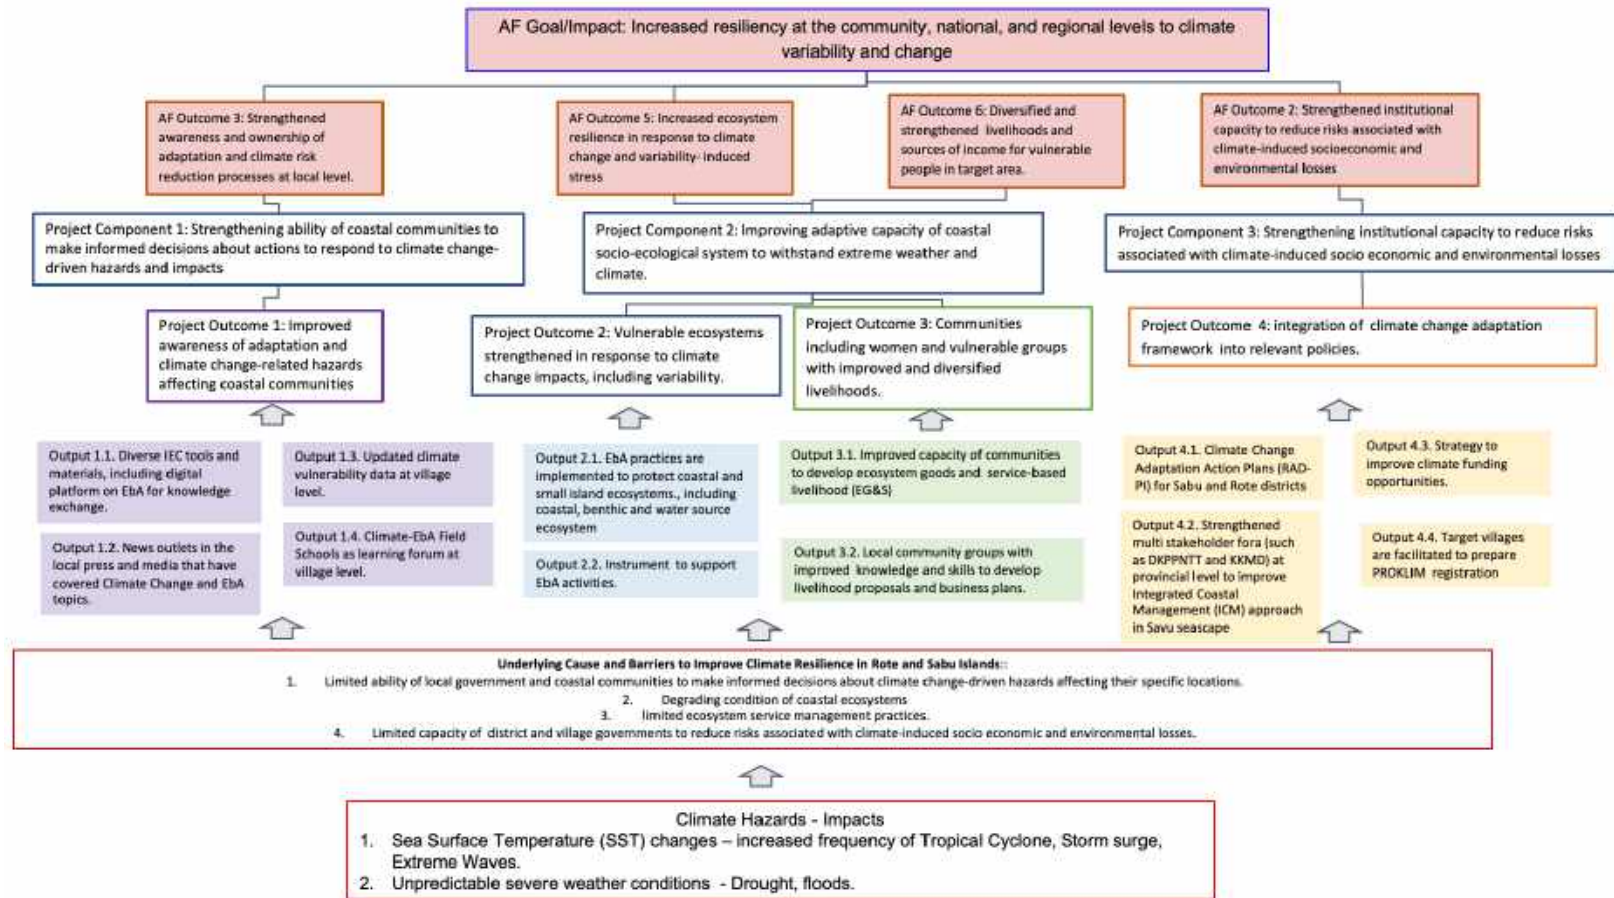 AF Goal/Impact: Increased resiliency at the community, national, and regional levels to climate
variability and change
AF Outcome 3: Strengthened
awareness and ownership of
adaptation and climate risk
reduction processes at local level.
AF Outcome 5: Increased ecosystem
resilience in response to climate
change and variability- induced
stress
AF Outcome 6: Diversified and
strengthened livelihoods and
sources of income for vulnerable
people in target area.
AF Outcome 2: Strengthened institutional
capacity to reduce risks associated with
climate-induced socioeconomic and
environmental losses
Project Component 1: Strengthening ability of coastal communities to
make informed decisions about actions to respond to climate change-
driven hazards and impacts
Project Component 2: Improving adaptive capacity of coastal
socio-ecological system to withstand extreme weather and
climate.
Project Component 3: Strengthening institutional capacity to reduce risks
associated with climate-induced socio economic and environmental losses
Project Outcome 1: Improved
awareness of adaptation and
climate change-related hazards
affecting coastal communities
Project Outcome 2: Vulnerable ecosystems
strengthened in response to climate
change impacts, including variability.
Project Outcome 3: Communities
including women and vulnerable groups
with improved and diversified
livelihoods.
Project Outcome 4: integration of climate change adaptation
framework into relevant policies.
Output 1.1. Diverse IEC tools and
materials, including digital
platform on EbA for knowledge
exchange.
Output 1.2. News outlets in the
local press and media that have
covered Climate Change and EbA
topics.
Output 1.3. Updated climate
vulnerability data at village
level.
Output 1.4. Climate-EbA Field
Schools as learning forum at
village level.
Output 2.1. EbA practices are
implemented to protect coastal and
small island ecosystems., including
coastal, benthic and water source
ecosystem
Output 2.2. Instrument to support
EbA activities.
Output 3.1. Improved capacity of communities
to develop ecosystem goods and service-based
livelihood (EG&S)
Output 3.2. Local community groups with
improved knowledge and skills to develop
livelihood proposals and business plans.
Output 4.1. Climate Change
Adaptation Action Plans (RAD-
PI) for Sabu and Rote districts
Output 4.2. Strengthened
multi stakeholder fora (such
as DKPPNTT and KKMD) at
provincial level to improve
Integrated Coastal
Management (ICM) approach
in Savu seascape
Output 4.3. Strategy to
improve climate funding
opportunities.
Output 4.4. Target villages
are facilitated to prepare
PROKLIM registration
Underlying Cause and Barriers to Improve Climate Resilience in Rote and Sabu Islands::
1. Limited ability of local government and coastal communities to make informed decisions about climate change-driven hazards affecting their specific locations.
2. Degrading condition of coastal ecosystems
3. limited ecosystem service management practices.
4. Limited capacity of district and village governments to reduce risks associated with climate-induced socio economic and environmental losses.
Climate Hazards - Impacts
1. Sea Surface Temperature (SST) changes – increased frequency of Tropical Cyclone, Storm surge,
Extreme Waves.
2. Unpredictable severe weather conditions - Drought, floods.